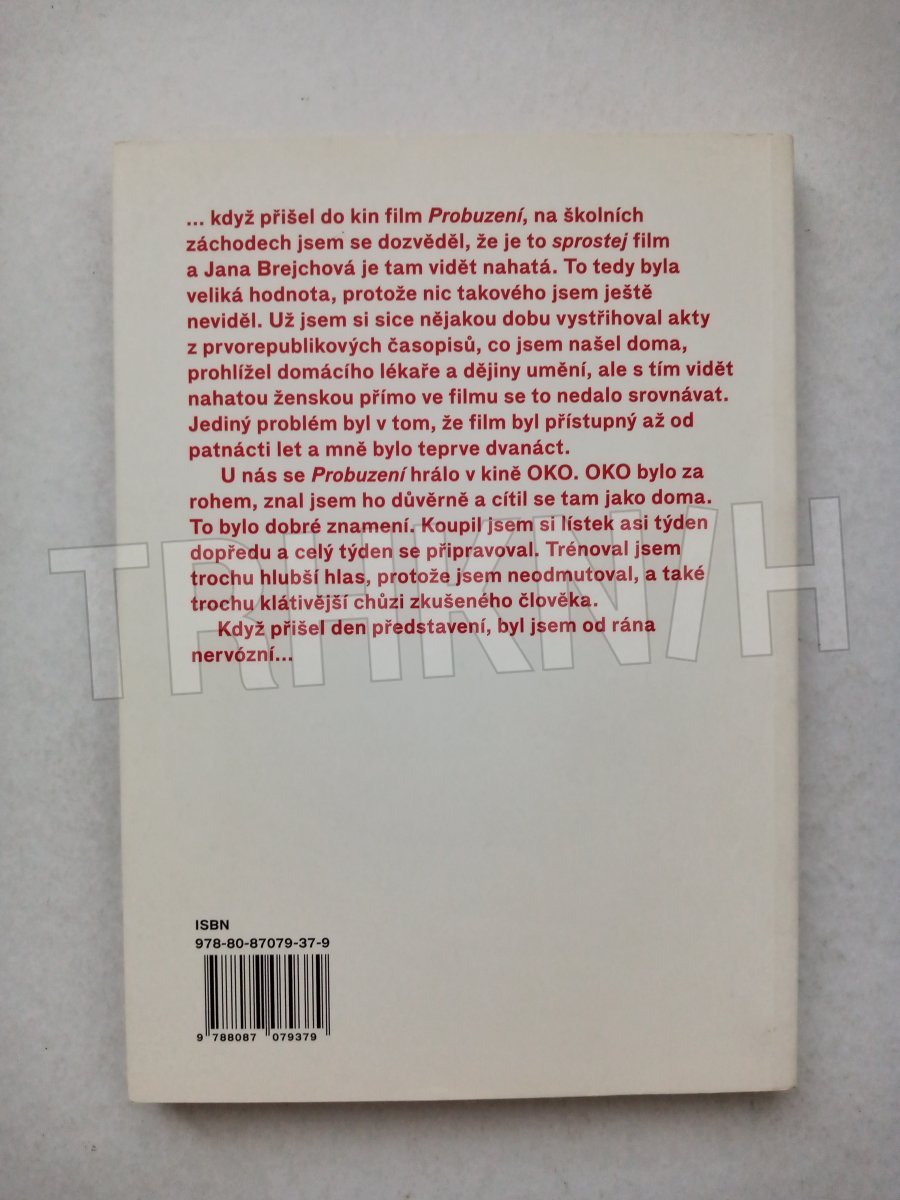 ... když přišel do kin film Probuzení, na školních
záchodech jsem se dozvěděl, že je to sprostej film
a Jana Brejchová je tam vidět nahatá. To tedy byla
veliká hodnota, protože nic takového jsem ještě
neviděl. Už jsem si sice nějakou dobu vystřihoval akty
z prvorepublikových časopisů, co jsem našel doma,
prohlížel domácího lékaře a dějiny umění, ale s tím vidět
nahatou ženskou přímo ve filmu se to nedalo srovnávat.
Jediný problém byl v tom, že film byl přístupný až od
patnácti let a mně bylo teprve dvanáct.
U nás se Probuzení hrálo v kině OKO. OKO bylo za
rohem, znal jsem ho důvěrně a cítil se tam jako doma.
To bylo dobré znamení. Koupil jsem si lístek asi týden
dopředu a celý týden se připravoval. Trénoval jsem
trochu hlubší hlas, protože jsem neodmutoval, a také
trochu klátivější chůzi zkušeného člověka.
Když přišel den představení, byl jsem od rána
nervózní...
TRHKNIH
ISBN
978-80-87079-37-9
9 788087 079379